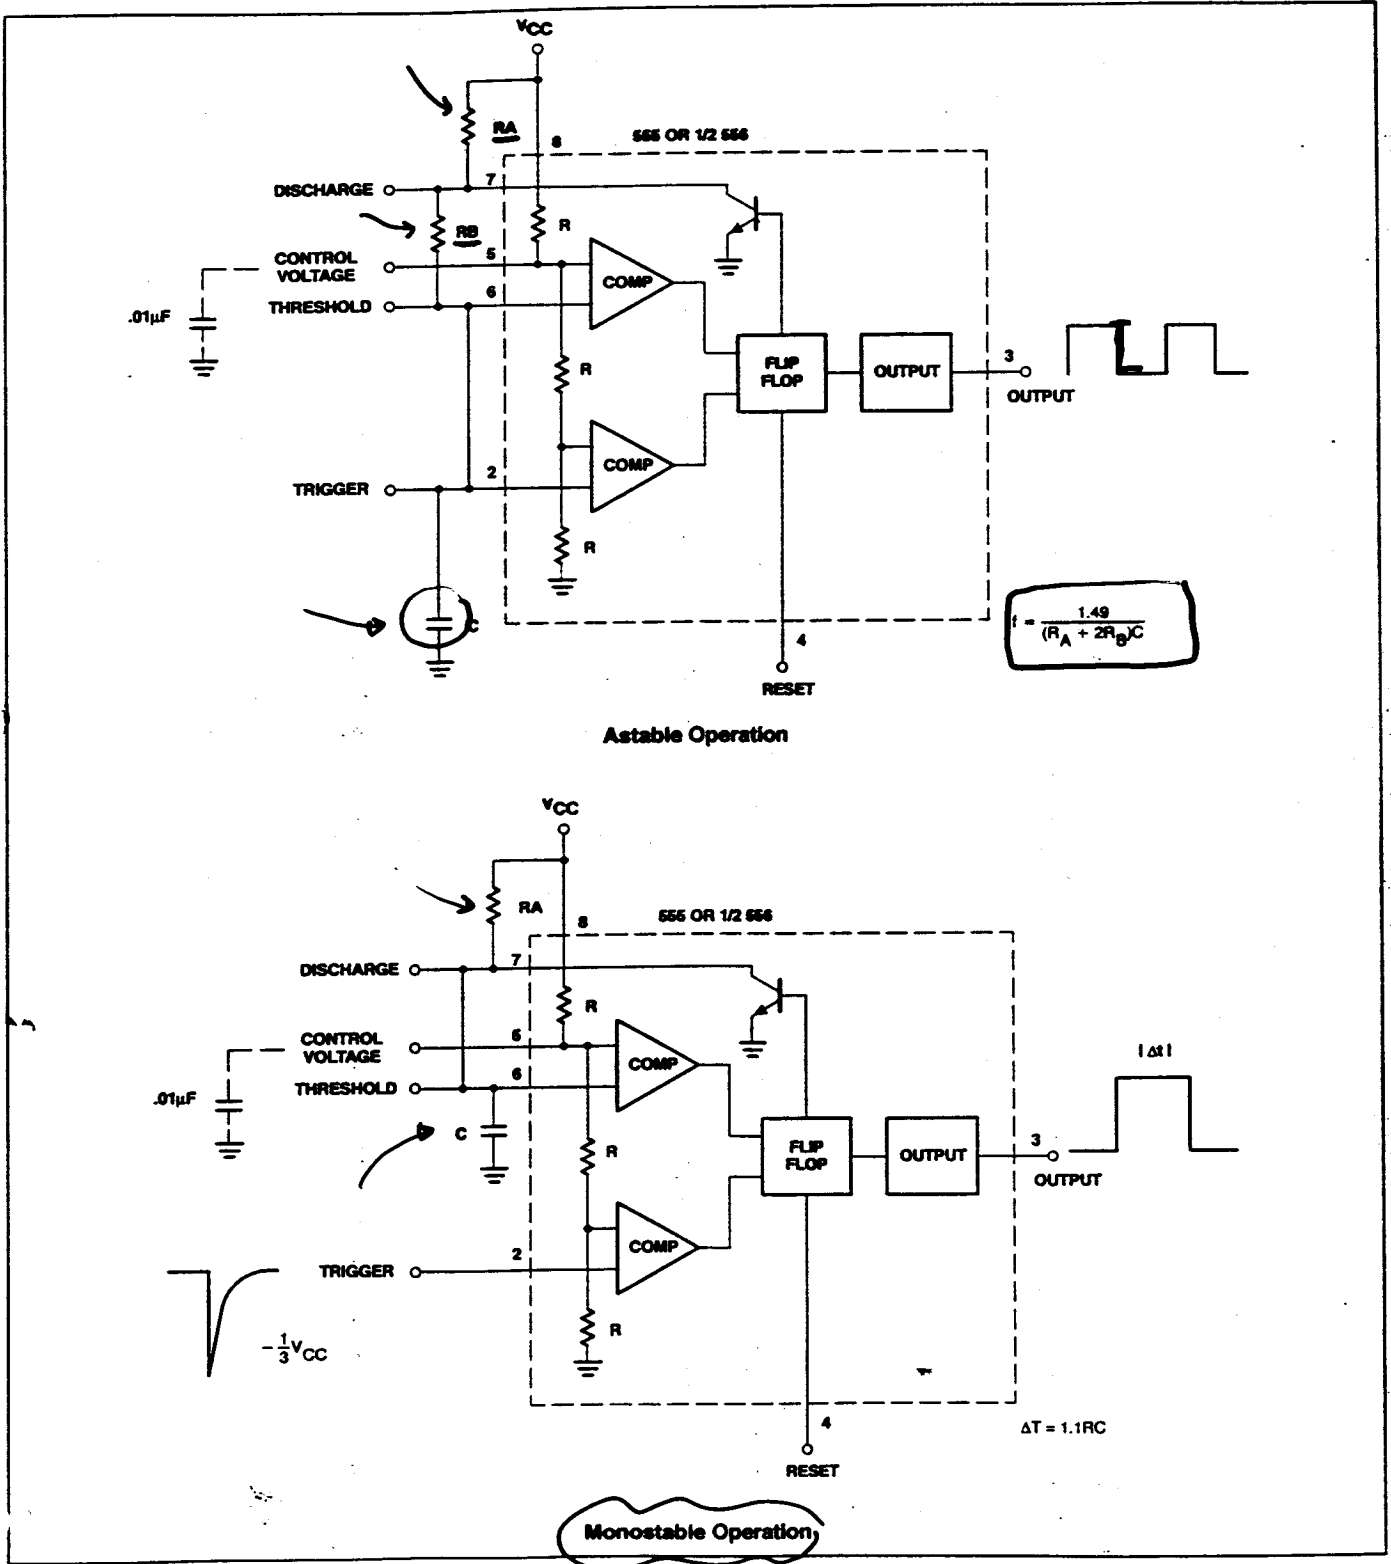 VCC
RA
8
555 OR 1/2 556
DISCHARGE
7
RB
R
CONTROL
VOLTAGE
5
COMP
.01µF
THRESHOLD
6
FLIP
FLOP
OUTPUT
3
OUTPUT
R
TRIGGER
2
COMP
R
C
f = 1.49
(RA + 2RB)C
4
RESET
Astable Operation
VCC
RA
8
555 OR 1/2 556
DISCHARGE
7
R
CONTROL
VOLTAGE
5
COMP
| Δt |
.01µF
THRESHOLD
6
C
R
FLIP
FLOP
OUTPUT
3
OUTPUT
TRIGGER
2
COMP
R
- 1/3 VCC
4
ΔT = 1.1RC
RESET
Monostable Operation